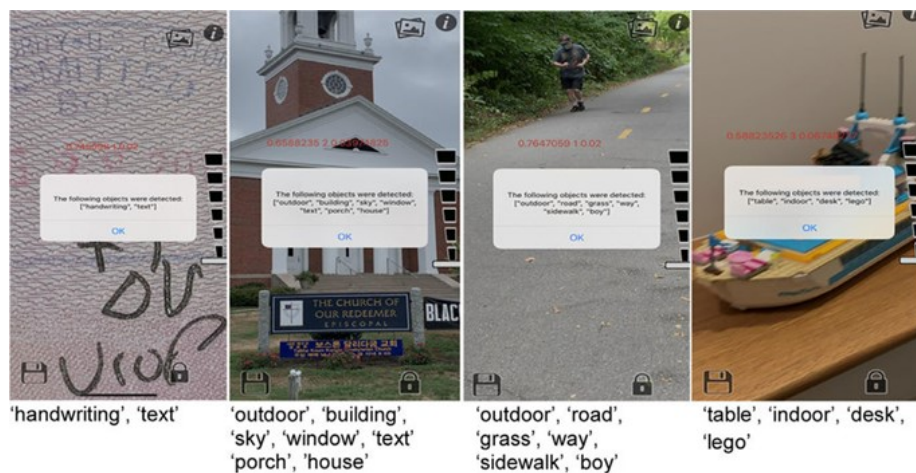 The following objects were detected:
["handwriting", "text"]
OK
'handwriting', 'text'
0.6588235 2
The following objects were detected:
["outdoor", "building", "sky", "window",
"text", "porch", "house"]
OK
THE CHURCH OF
OUR REDEEMER
EPISCOPAL
BLAC
'outdoor', 'building',
'sky', 'window', 'text'
'porch', 'house'
0.7647059 1 0.02
The following objects were detected:
["outdoor", "road", "grass", "way",
"sidewalk", "boy"]
OK
'outdoor', 'road',
'grass', 'way',
'sidewalk', 'boy'
The following objects were detected:
["table", "indoor", "desk", "lego"]
OK
'table', 'indoor', 'desk',
'lego'